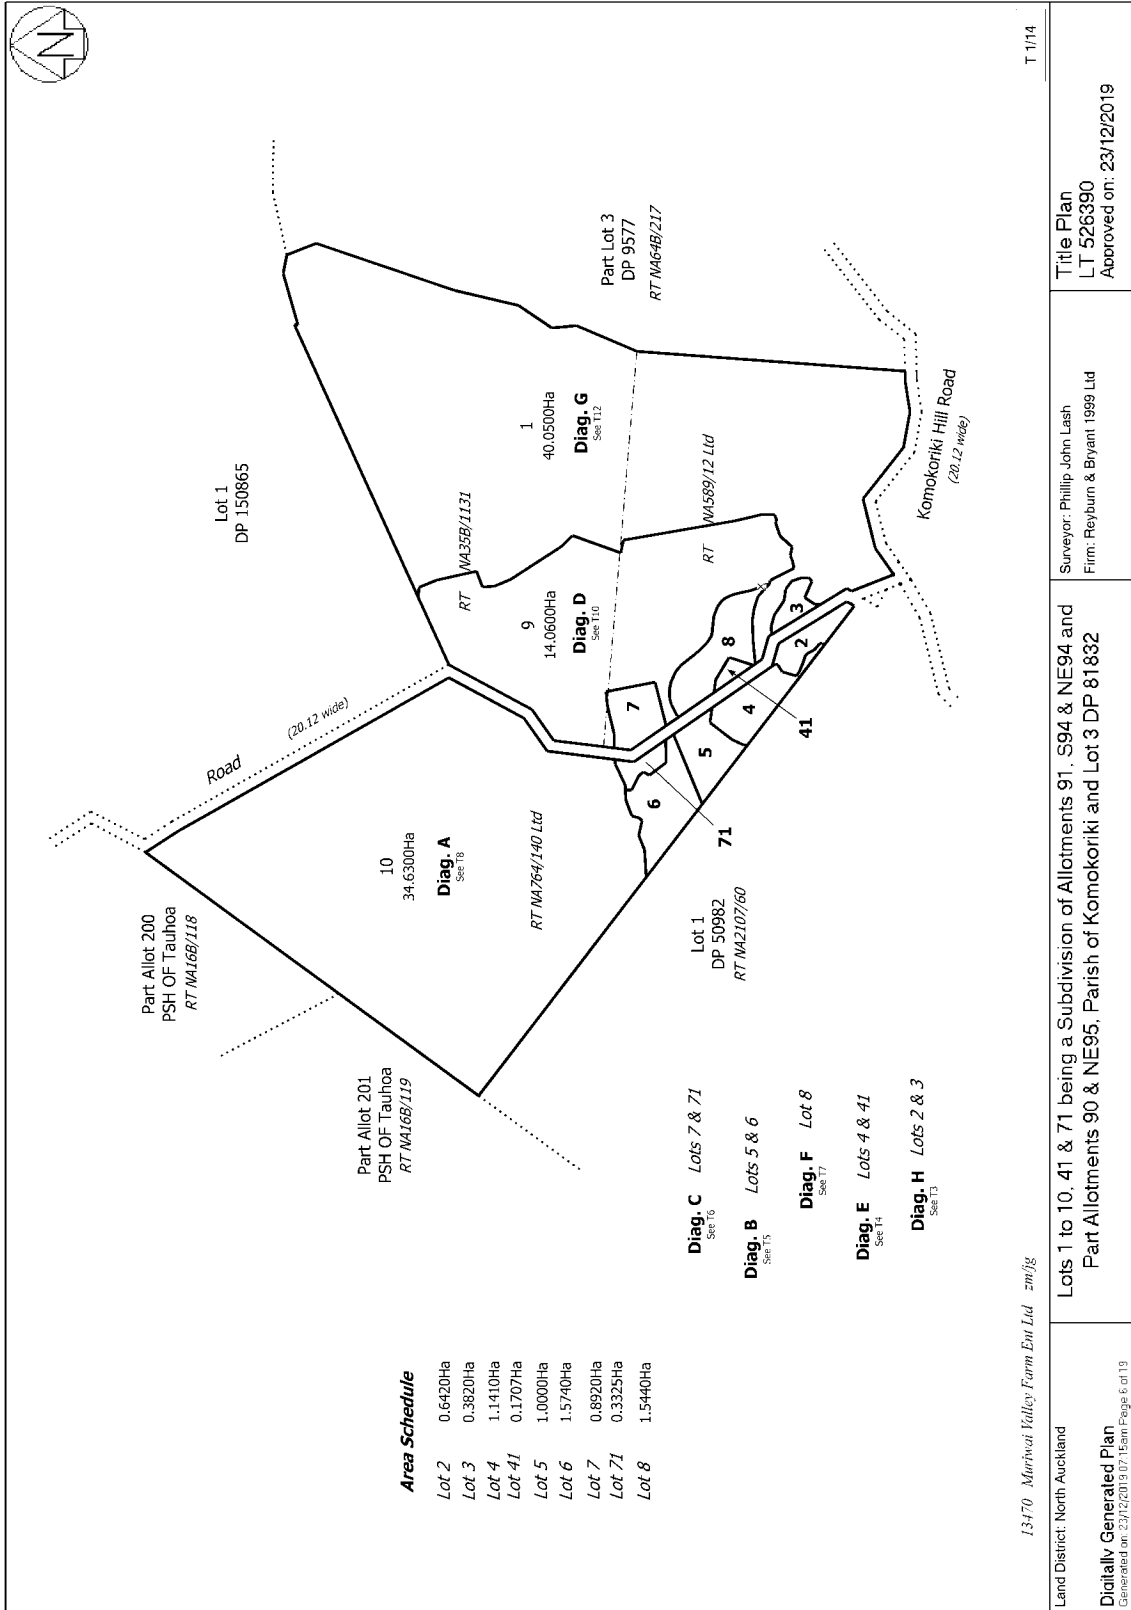 N
T 1/14
Lot 1
DP 150865
Part Lot 3
DP 9577
RT NA64B/217
Part Allot 200
PSH OF Tauhoa
RT NA16B/118
Part Allot 201
PSH OF Tauhoa
RT NA16B/119
Road
(20.12 wide)
10
34.6300Ha
Diag. A
See T8
RT NA764/140 Ltd
RT NA35B/1131
9
14.0600Ha
Diag. D
See T10
1
40.0500Ha
Diag. G
See T12
RT NA589/12 Ltd
Komokoriki Hill Road
(20.12 wide)
7
8
3
2
4
41
5
6
71
Lot 1
DP 50982
RT NA2107/60
Diag. C Lots 7 & 71
See T6
Diag. B Lots 5 & 6
See T5
Diag. F Lot 8
See T7
Diag. E Lots 4 & 41
See T4
Diag. H Lots 2 & 3
See T3
Area Schedule
Lot 2 0.6420Ha
Lot 3 0.3820Ha
Lot 4 1.1410Ha
Lot 41 0.1707Ha
Lot 5 1.0000Ha
Lot 6 1.5740Ha
Lot 7 0.8920Ha
Lot 71 0.3325Ha
Lot 8 1.5440Ha
13470 Muriwai Valley Farm Ent Ltd zm/jg
Land District: North Auckland
Digitally Generated Plan
Generated on: 23/12/2019 07:15am Page 6 of 19
Lots 1 to 10, 41 & 71 being a Subdivision of Allotments 91, S94 & NE94 and
Part Allotments 90 & NE95, Parish of Komokoriki and Lot 3 DP 81832
Surveyor: Phillip John Lash
Firm: Reyburn & Bryant 1999 Ltd
Title Plan
LT 526390
Approved on: 23/12/2019